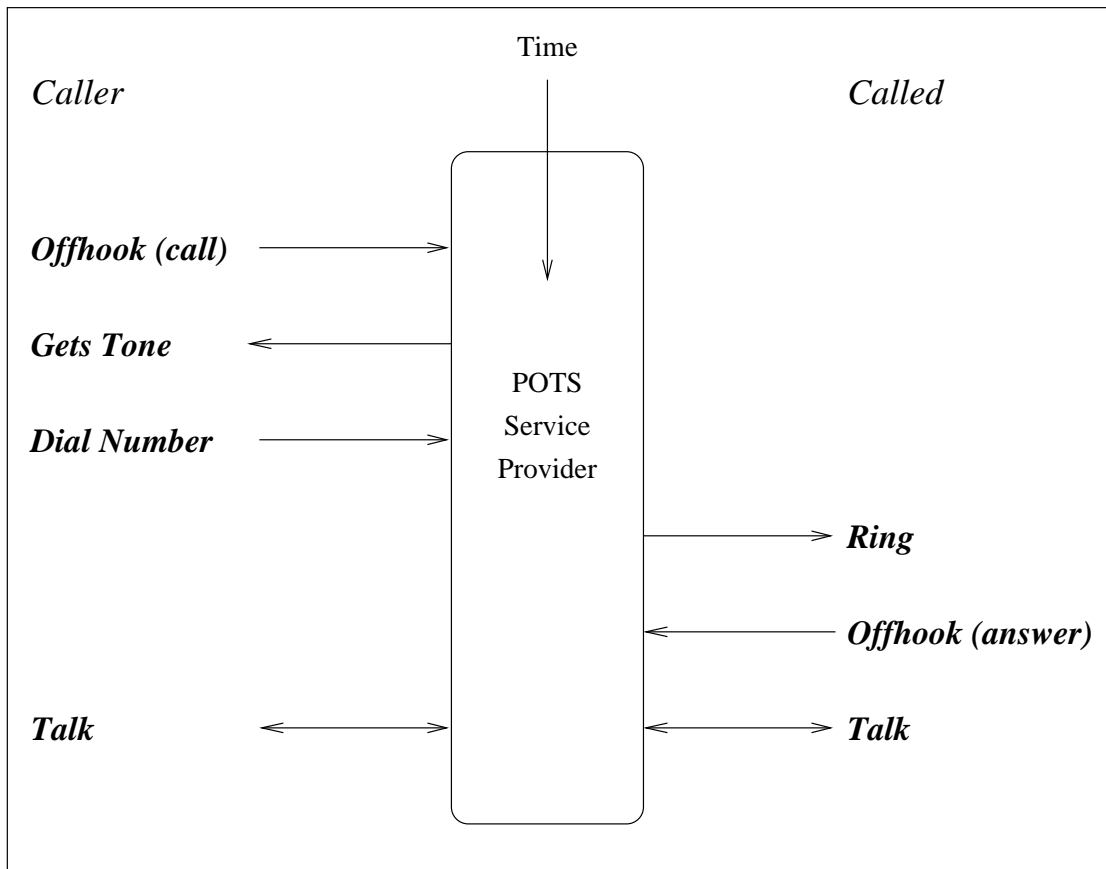 Time
Caller
Called
Offhook (call)
Gets Tone
POTS
Service
Provider
Dial Number
Ring
Offhook (answer)
Talk
Talk